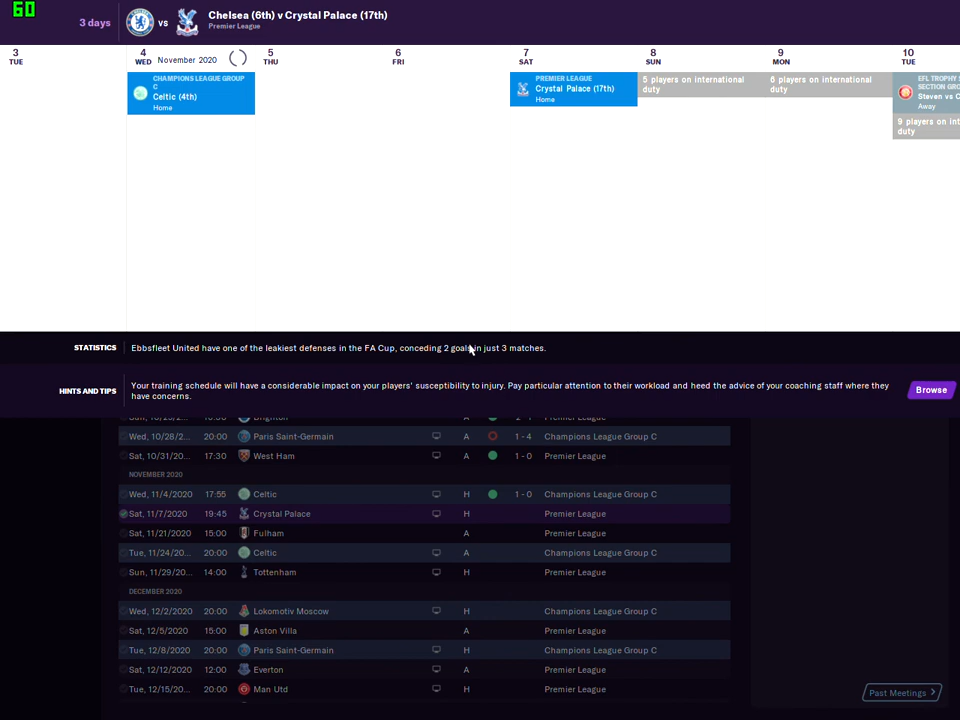 60
3 days
vs
Chelsea (6th) v Crystal Palace (17th)
Premier League
3
TUE
4
WED
November 2020
5
THU
6
FRI
7
SAT
8
SUN
9
MON
10
TUE
CHAMPIONS LEAGUE GROUP
C
Celtic (4th)
Home
PREMIER LEAGUE
Crystal Palace (17th)
Home
5 players on international
duty
6 players on international
duty
EFL TROPHY S
SECTION GRO
Steven vs C
Away
9 players on int
duty
STATISTICS
Ebbsfleet United have one of the leakiest defenses in the FA Cup, conceding 2 goals in just 3 matches.
HINTS AND TIPS
Your training schedule will have a considerable impact on your players' susceptibility to injury. Pay particular attention to their workload and heed the advice of your coaching staff where they
have concerns.
Browse
Brighton Premier League
Wed, 10/28/2... 20:00 Paris Saint-Germain A 1 - 4 Champions League Group C
Sat, 10/31/20... 17:30 West Ham A 1 - 0 Premier League
NOVEMBER 2020
Wed, 11/4/2020 17:55 Celtic H 1 - 0 Champions League Group C
Sat, 11/7/2020 19:45 Crystal Palace H Premier League
Sat, 11/21/2020 15:00 Fulham A Premier League
Tue, 11/24/20... 20:00 Celtic A Champions League Group C
Sun, 11/29/20... 14:00 Tottenham H Premier League
DECEMBER 2020
Wed, 12/2/2020 20:00 Lokomotiv Moscow H Champions League Group C
Sat, 12/5/2020 15:00 Aston Villa A Premier League
Tue, 12/8/2020 20:00 Paris Saint-Germain H Champions League Group C
Sat, 12/12/2020 12:00 Everton A Premier League
Tue, 12/15/20... 20:00 Man Utd H Premier League
Past Meetings